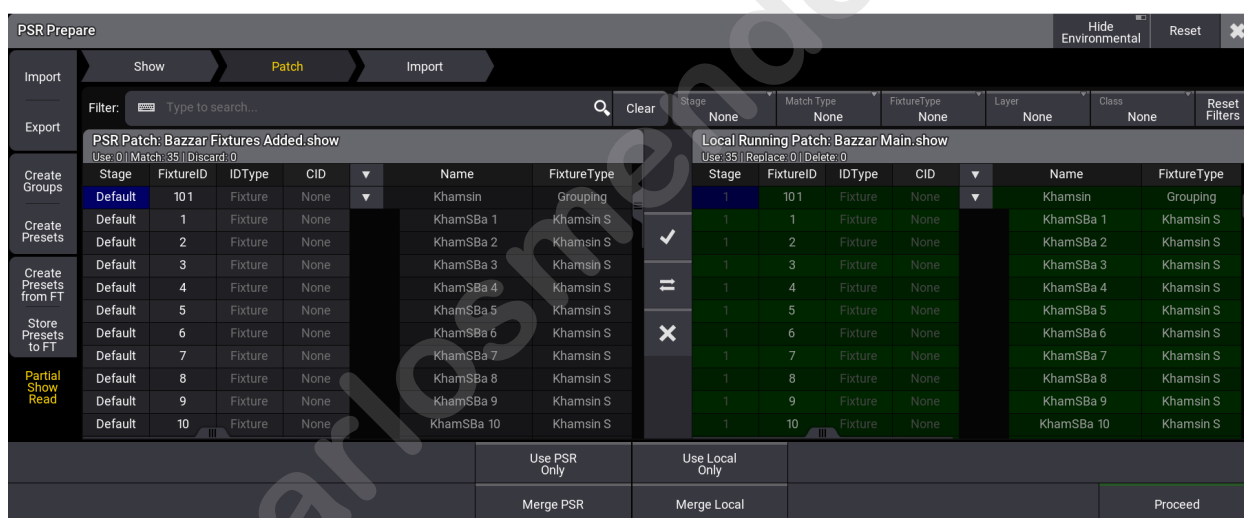 PSR Prepare
Hide Environmental
Reset
Import
Export
Create Groups
Create Presets
Create Presets from FT
Store Presets to FT
Partial Show Read
Show Patch Import
Filter: Type to search... Clear
Stage None
Match Type None
FixtureType None
Layer None
Class None
Reset Filters
PSR Patch: Bazzar Fixtures Added.show
Use: 0 | Match: 35 | Discard: 0
Stage FixtureID IDType CID Name FixtureType
Default 101 Fixture None Khamsin Grouping
Default 1 Fixture None KhamSBa 1 Khamsin S
Default 2 Fixture None KhamSBa 2 Khamsin S
Default 3 Fixture None KhamSBa 3 Khamsin S
Default 4 Fixture None KhamSBa 4 Khamsin S
Default 5 Fixture None KhamSBa 5 Khamsin S
Default 6 Fixture None KhamSBa 6 Khamsin S
Default 7 Fixture None KhamSBa 7 Khamsin S
Default 8 Fixture None KhamSBa 8 Khamsin S
Default 9 Fixture None KhamSBa 9 Khamsin S
Default 10 Fixture None KhamSBa 10 Khamsin S
Local Running Patch: Bazzar Main.show
Use: 35 | Replace: 0 | Delete: 0
Stage FixtureID IDType CID Name FixtureType
1 101 Fixture None Khamsin Grouping
1 1 Fixture None KhamSBa 1 Khamsin S
1 2 Fixture None KhamSBa 2 Khamsin S
1 3 Fixture None KhamSBa 3 Khamsin S
1 4 Fixture None KhamSBa 4 Khamsin S
1 5 Fixture None KhamSBa 5 Khamsin S
1 6 Fixture None KhamSBa 6 Khamsin S
1 7 Fixture None KhamSBa 7 Khamsin S
1 8 Fixture None KhamSBa 8 Khamsin S
1 9 Fixture None KhamSBa 9 Khamsin S
1 10 Fixture None KhamSBa 10 Khamsin S
Use PSR Only
Use Local Only
Merge PSR
Merge Local
Proceed
arlosmend